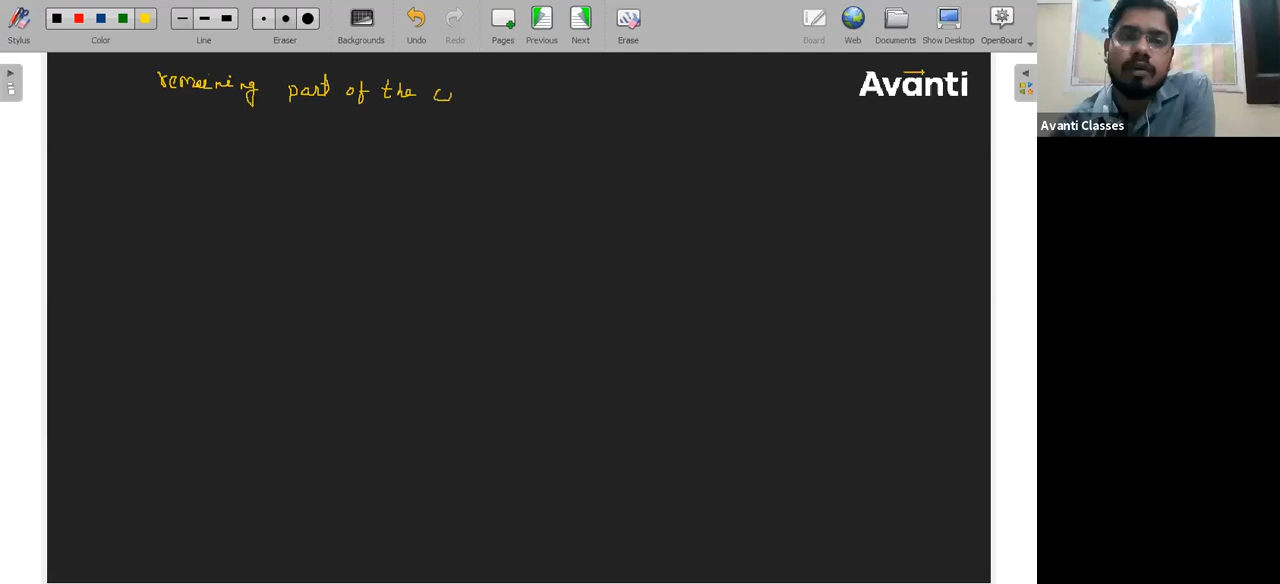 Stylus
Color
Line
Eraser
Backgrounds
Undo
Redo
Pages
Previous
Next
Erase
Board
Web
Documents
Show Desktop
OpenBoard
remaining part of the
Avanti
Avanti Classes